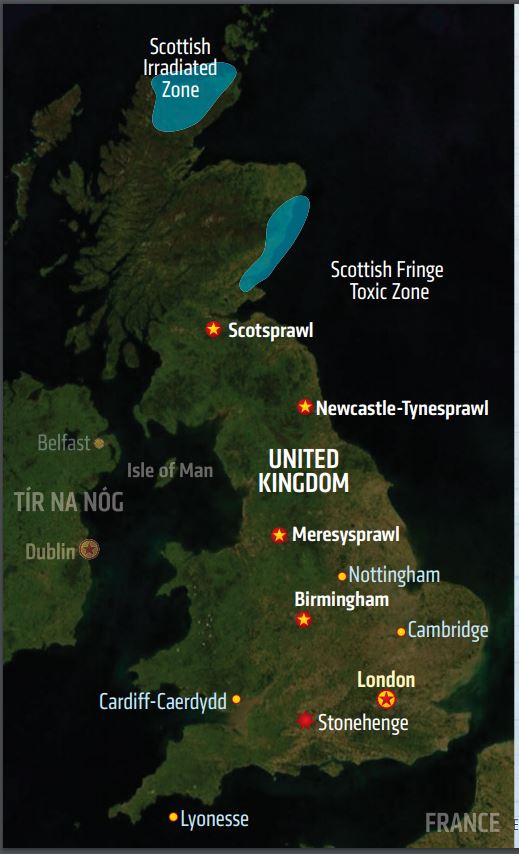 Scottish
Irradiated
Zone
Scottish Fringe
Toxic Zone
Scotsprawl
Newcastle-Tynesprawl
Belfast
Isle of Man
UNITED
KINGDOM
TÍR NA NÓG
Meresysprawl
Dublin
Nottingham
Birmingham
Cambridge
London
Cardiff-Caerdydd
Stonehenge
Lyonesse
FRANCE